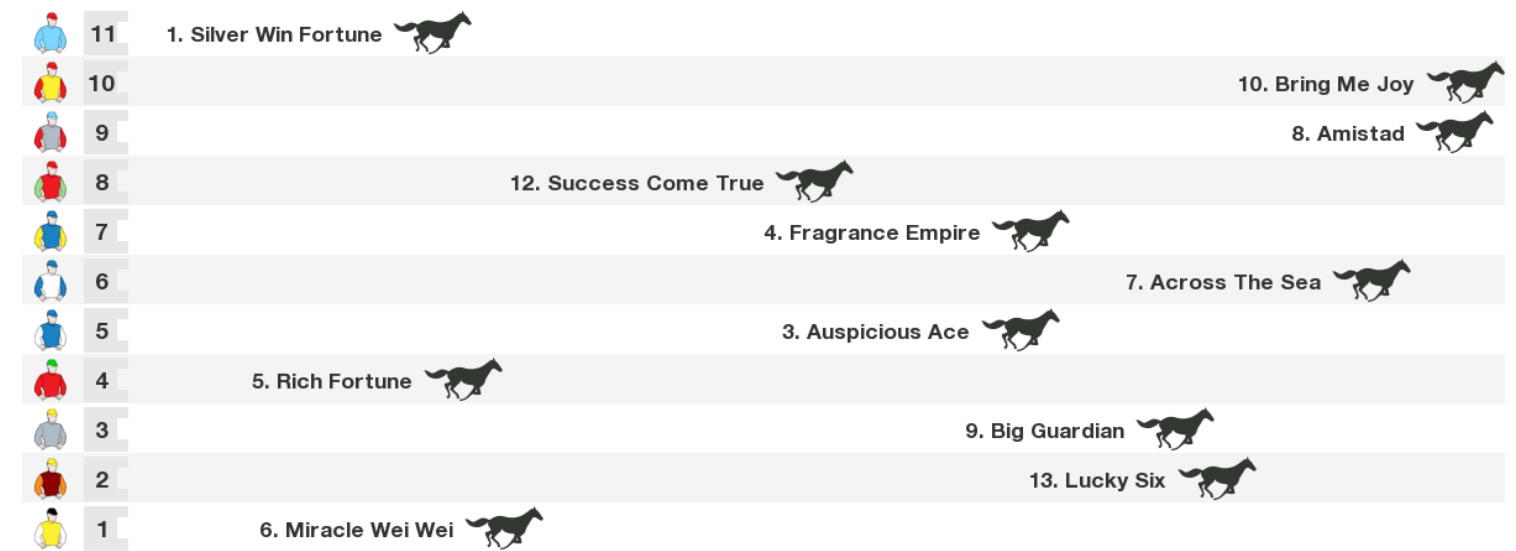 11 1. Silver Win Fortune
10 10. Bring Me Joy
9 8. Amistad
8 12. Success Come True
7 4. Fragrance Empire
6 7. Across The Sea
5 3. Auspicious Ace
4 5. Rich Fortune
3 9. Big Guardian
2 13. Lucky Six
1 6. Miracle Wei Wei